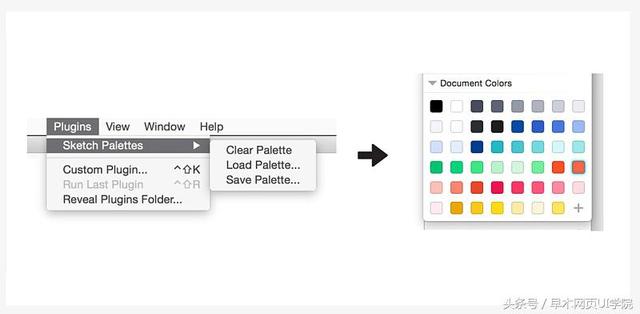 Plugins View Window Help
Sketch Palettes ▶
Clear Palette
Load Palette...
Save Palette...
Custom Plugin... ^⇧K
Run Last Plugin ^⇧R
Reveal Plugins Folder...
Document Colors
头条号 / 早木网页UI学院